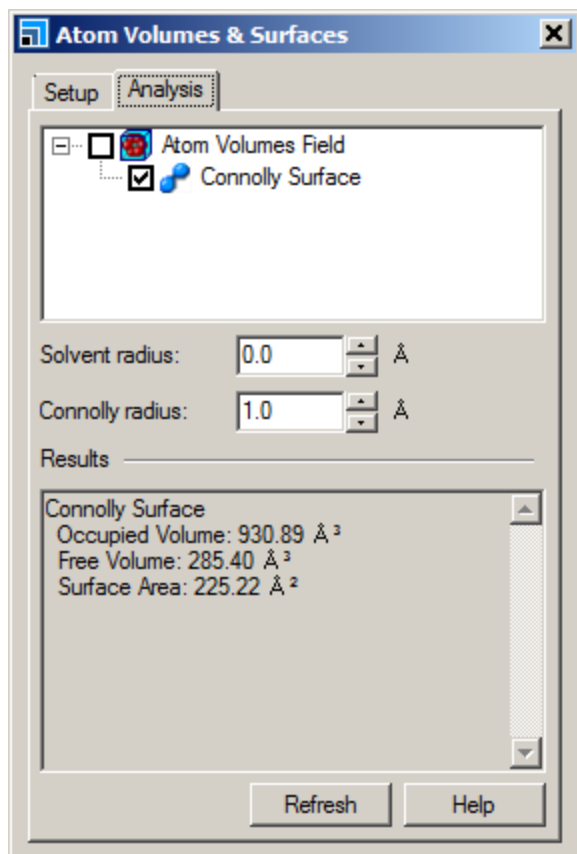 Atom Volumes & Surfaces
Setup Analysis
Atom Volumes Field
Connolly Surface
Solvent radius: 0.0 Å
Connolly radius: 1.0 Å
Results
Connolly Surface
Occupied Volume: 930.89 Å³
Free Volume: 285.40 Å³
Surface Area: 225.22 Å²
Refresh Help